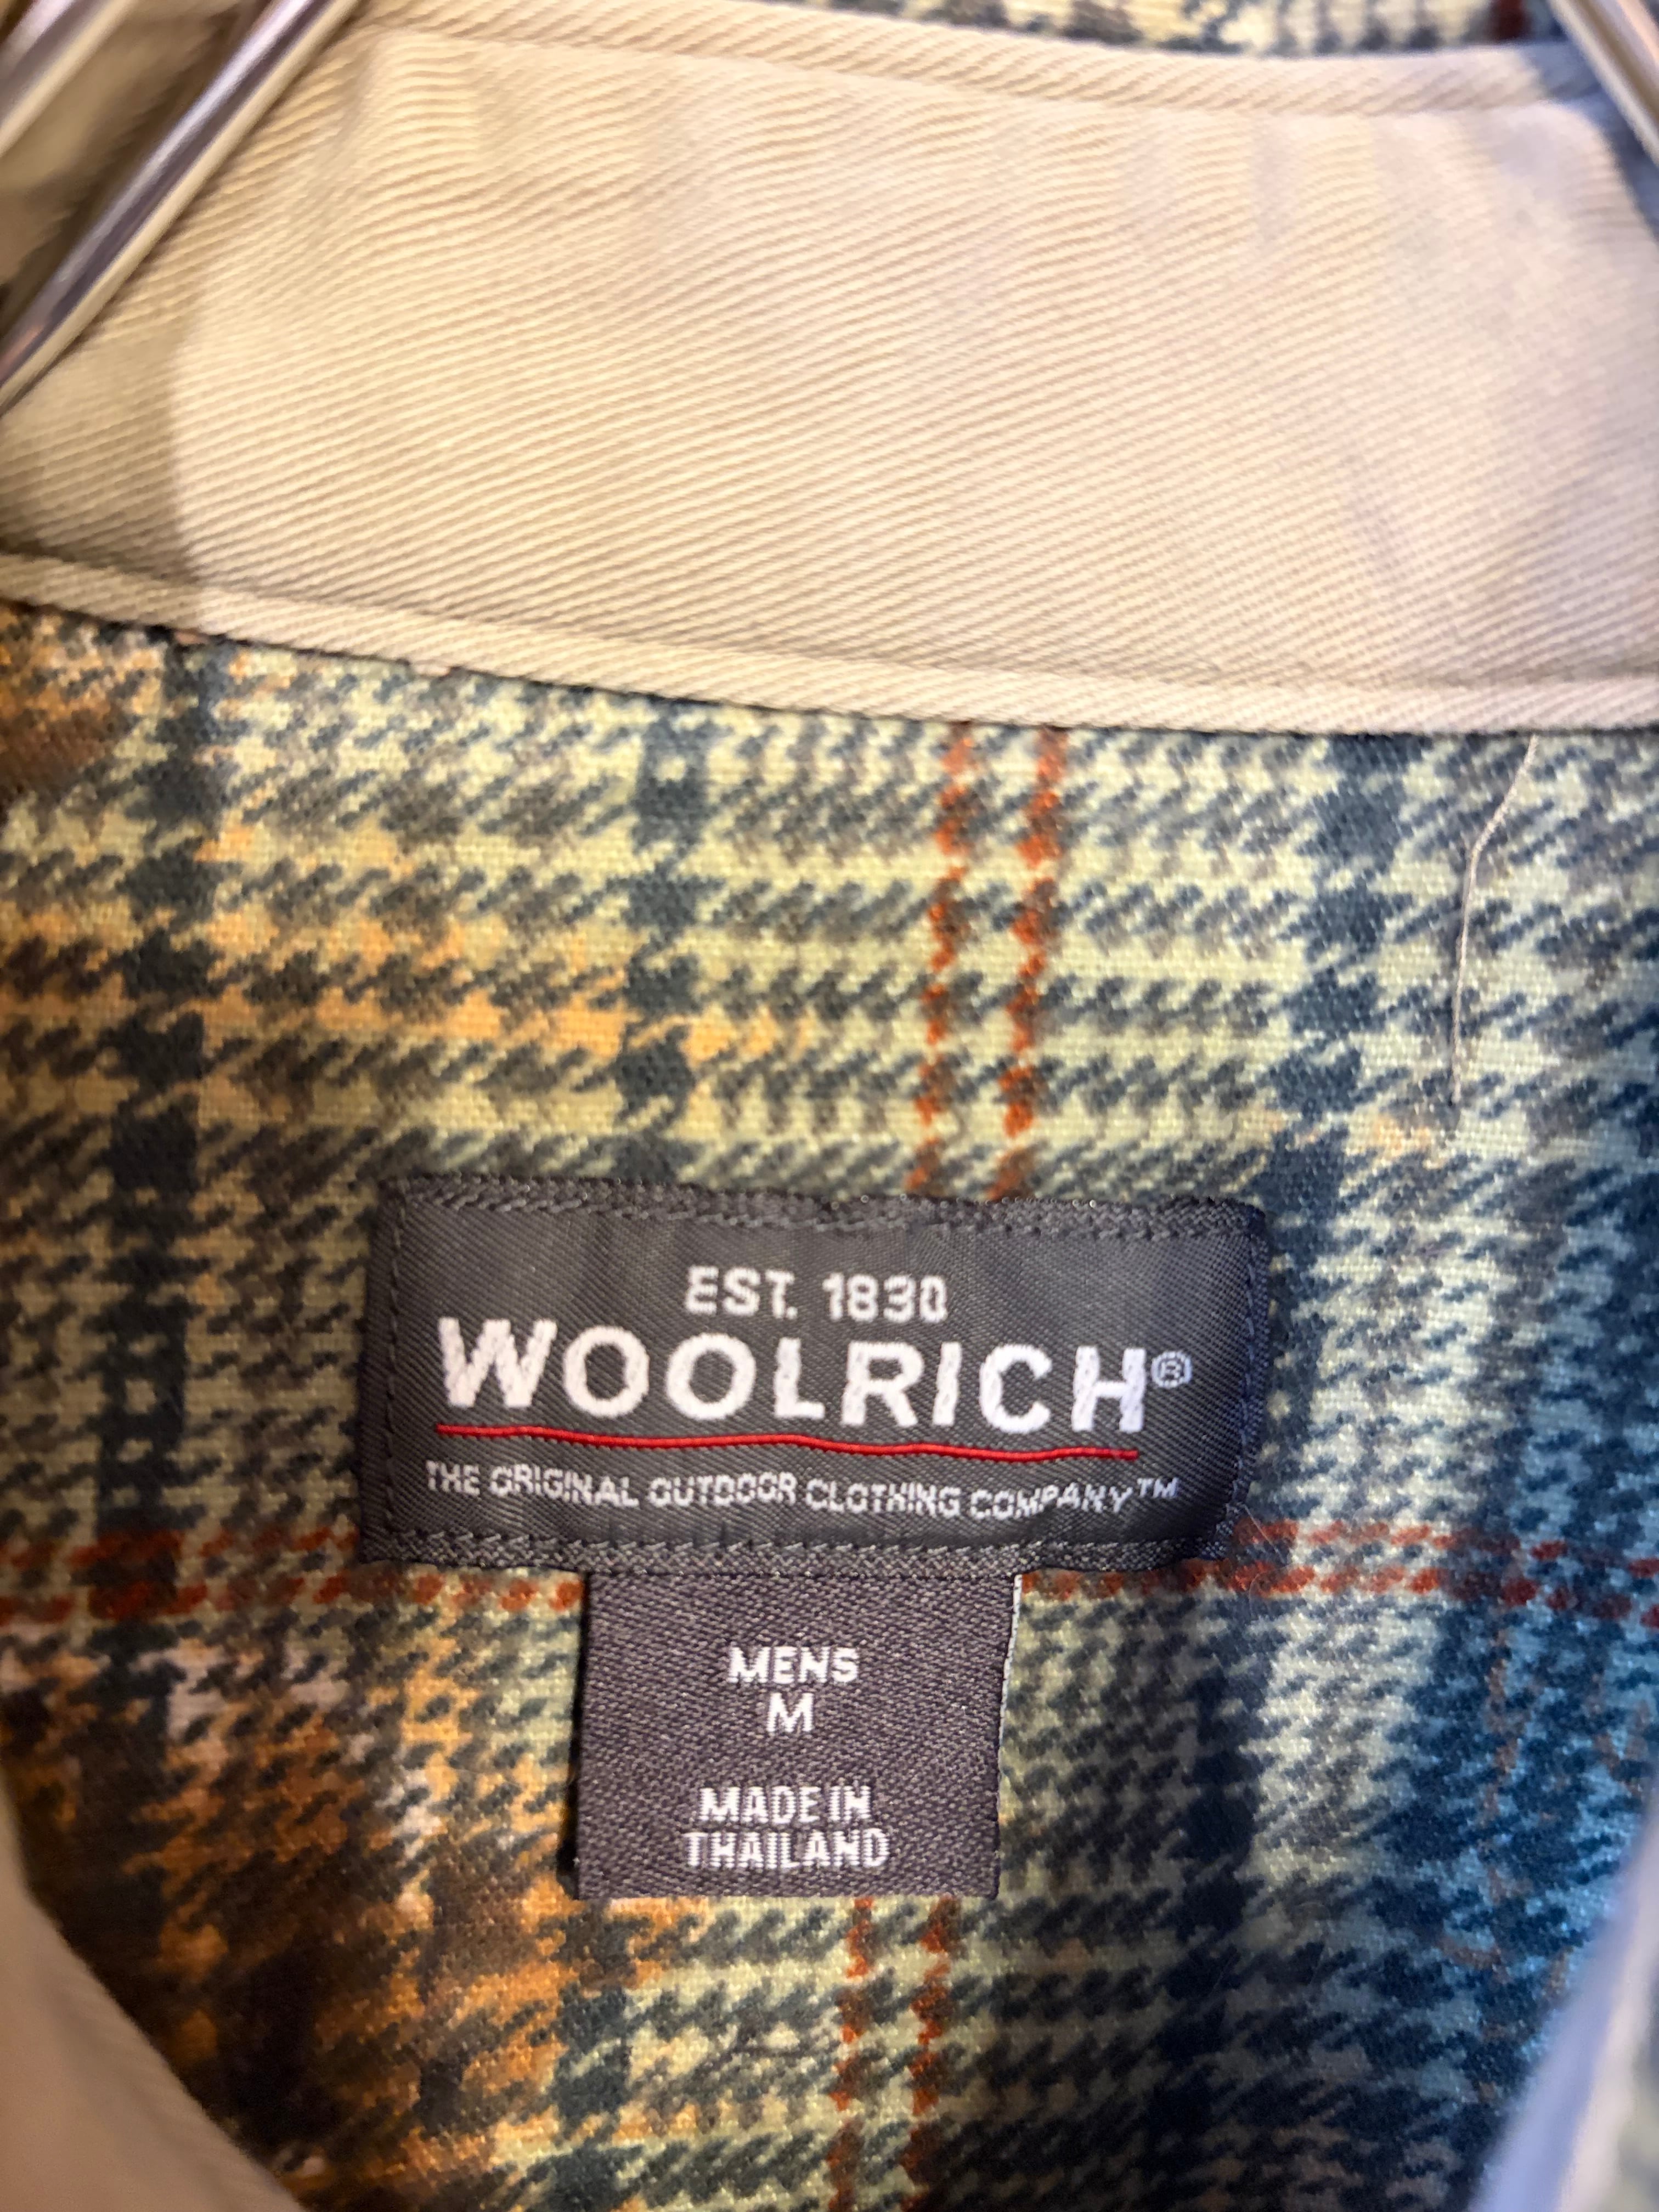 EST. 1830
WOOLRICH®
THE ORIGINAL OUTDOOR CLOTHING COMPANY™
MENS
M
MADE IN
THAILAND